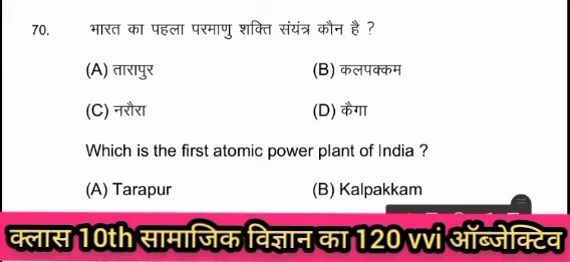 70. भारत का पहला परमाणु शक्ति संयंत्र कौन है ?
(A) तारापुर (B) कलपक्कम
(C) नरौरा (D) कैगा
Which is the first atomic power plant of India ?
(A) Tarapur (B) Kalpakkam
क्लास 10th सामाजिक विज्ञान का 120 vvi ऑब्जेक्टिव